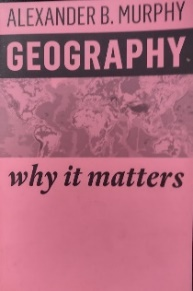 ALEXANDER B. MURPHY
GEOGRAPHY
why it matters